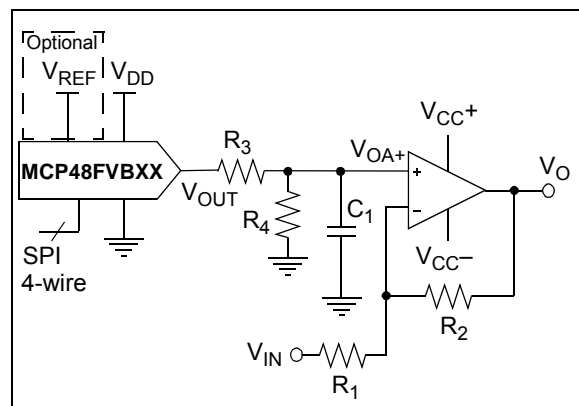 Optional
VREF VDD
MCP48FVBXX
VOUT
SPI
4-wire
R3
R4
C1
VOA+
VCC+
+
–
VCC–
VO
R2
VIN
R1